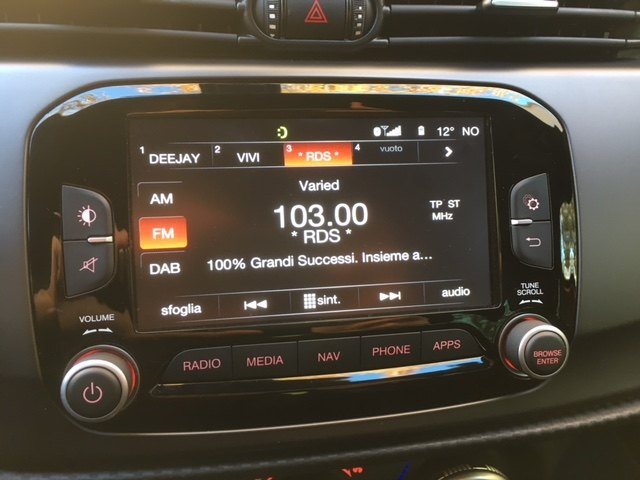 12° NO
1 DEEJAY 2 VIVI 3 * RDS * 4 vuoto
AM
FM
DAB
Varied
103.00
TP ST
MHz
* RDS *
100% Grandi Successi. Insieme a...
sfoglia sint. audio
VOLUME
TUNE
SCROLL
RADIO MEDIA NAV PHONE APPS
BROWSE
ENTER